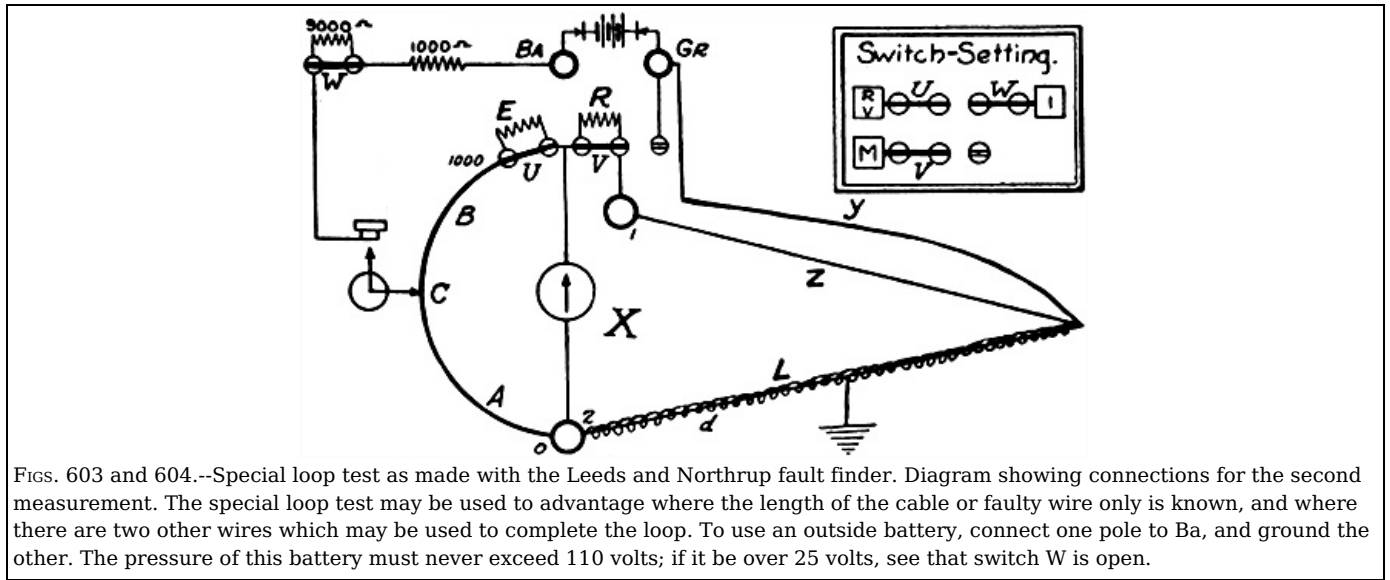 9000 Ω
1000 Ω
BA
GR
W
E
R
1000
U
V
B
C
X
A
0
2
1
Z
y
L
d
Switch-Setting.
R V U W 1
M V
FIGS. 603 and 604.--Special loop test as made with the Leeds and Northrup fault finder. Diagram showing connections for the second
measurement. The special loop test may be used to advantage where the length of the cable or faulty wire only is known, and where
there are two other wires which may be used to complete the loop. To use an outside battery, connect one pole to Ba, and ground the
other. The pressure of this battery must never exceed 110 volts; if it be over 25 volts, see that switch W is open.